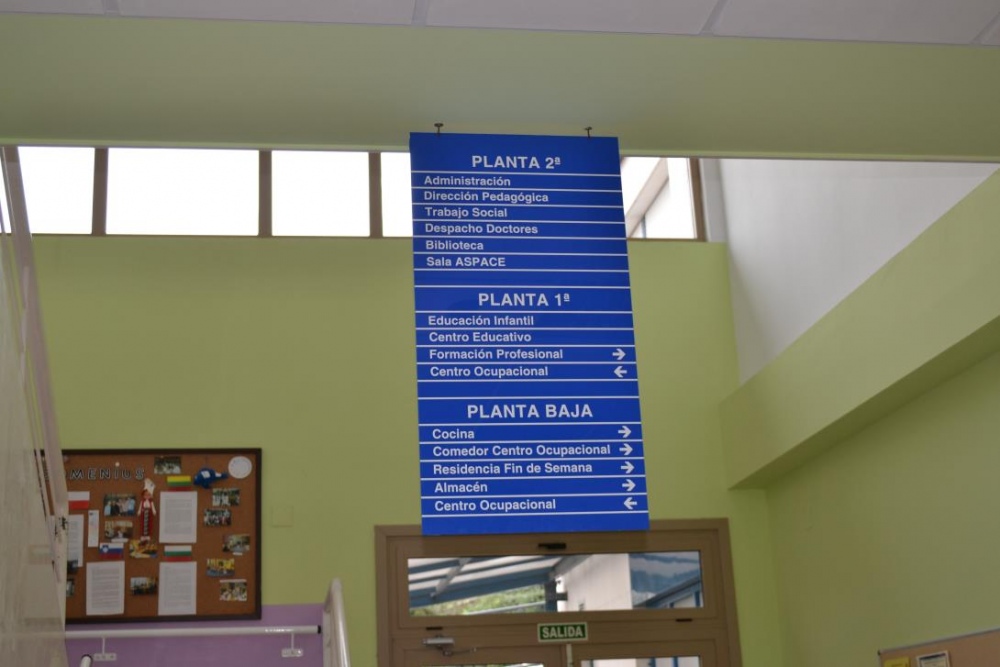 PLANTA 2ª
Administración
Dirección Pedagógica
Trabajo Social
Despacho Doctores
Biblioteca
Sala ASPACE
PLANTA 1ª
Educación Infantil
Centro Educativo
Formación Profesional →
Centro Ocupacional ←
PLANTA BAJA
Cocina →
Comedor Centro Ocupacional →
Residencia Fin de Semana →
Almacén →
Centro Ocupacional ←
SALIDA